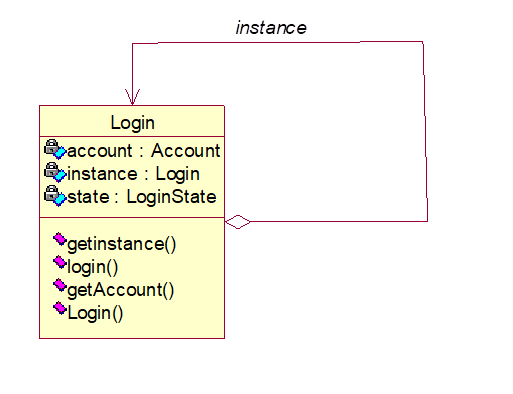 instance
Login
account : Account
instance : Login
state : LoginState
getinstance()
login()
getAccount()
Login()